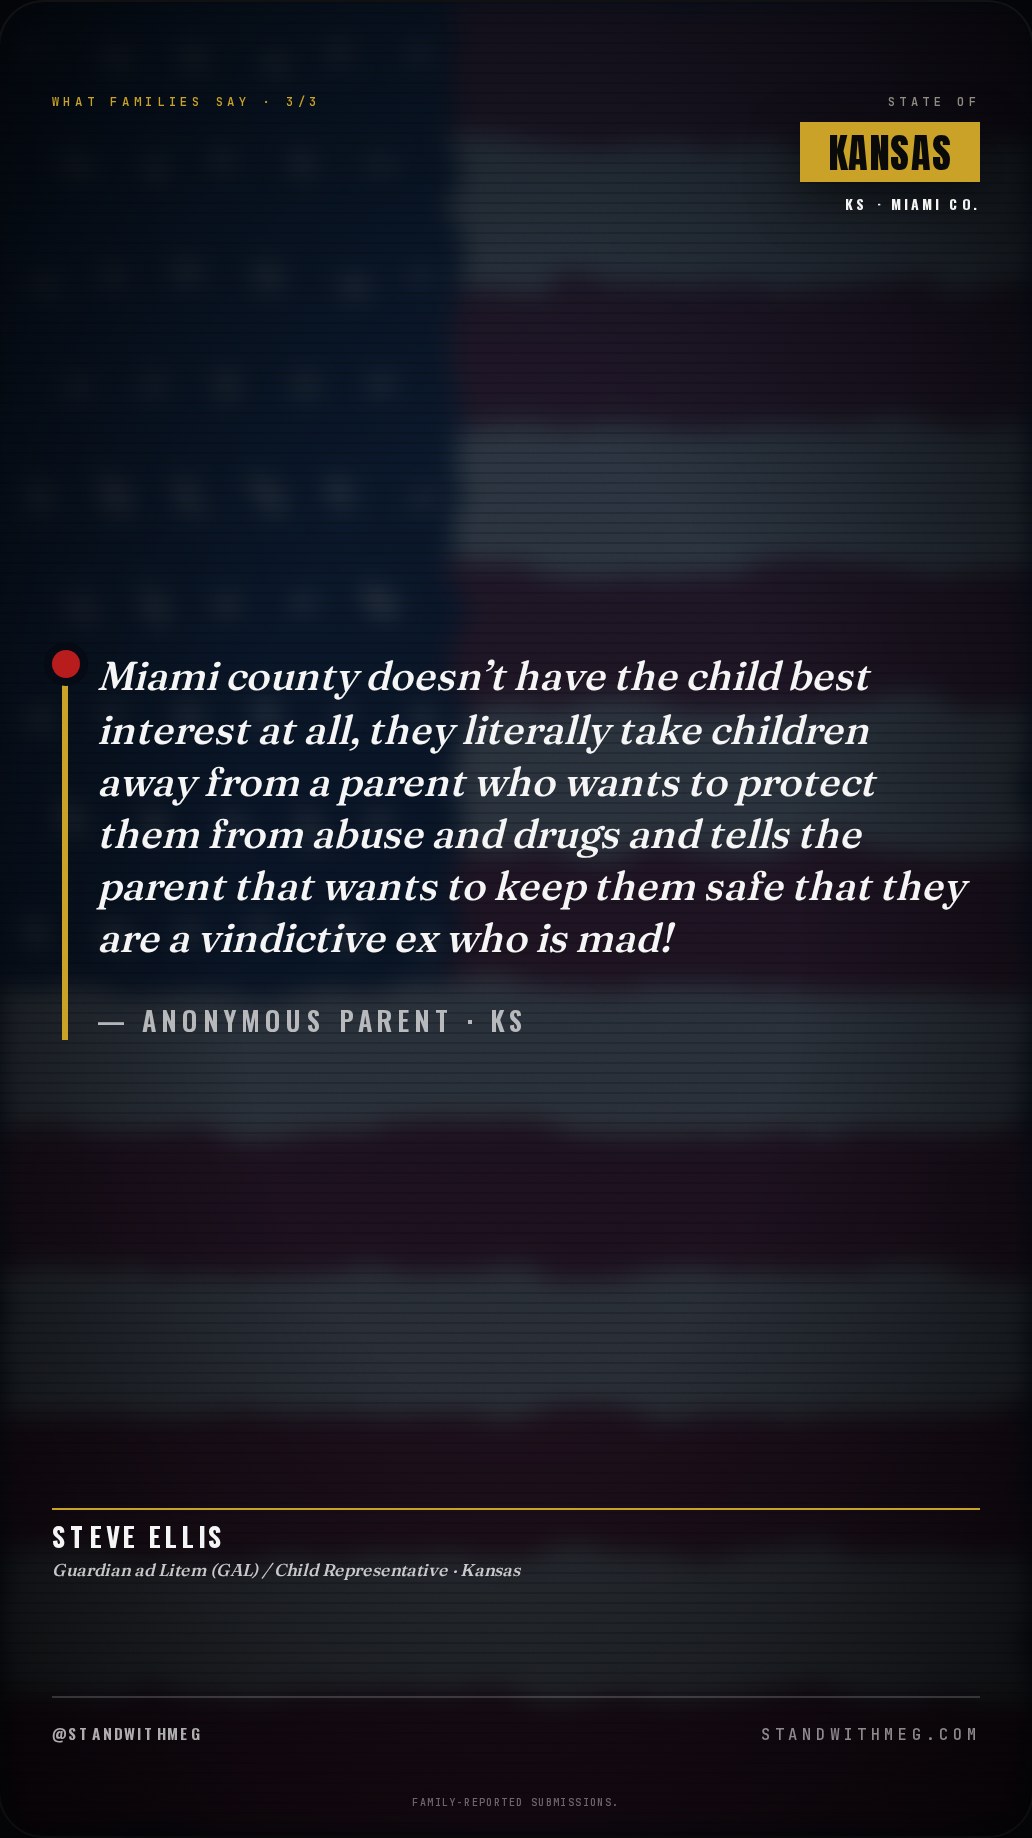 WHAT FAMILIES SAY · 3/3
STATE OF
KANSAS
KS · MIAMI CO.
Miami county doesn’t have the child best
interest at all, they literally take children
away from a parent who wants to protect
them from abuse and drugs and tells the
parent that wants to keep them safe that they
are a vindictive ex who is mad!
— ANONYMOUS PARENT · KS
STEVE ELLIS
Guardian ad Litem (GAL) / Child Representative · Kansas
@STANDWITHMEG
STANDWITHMEG.COM
FAMILY-REPORTED SUBMISSIONS.